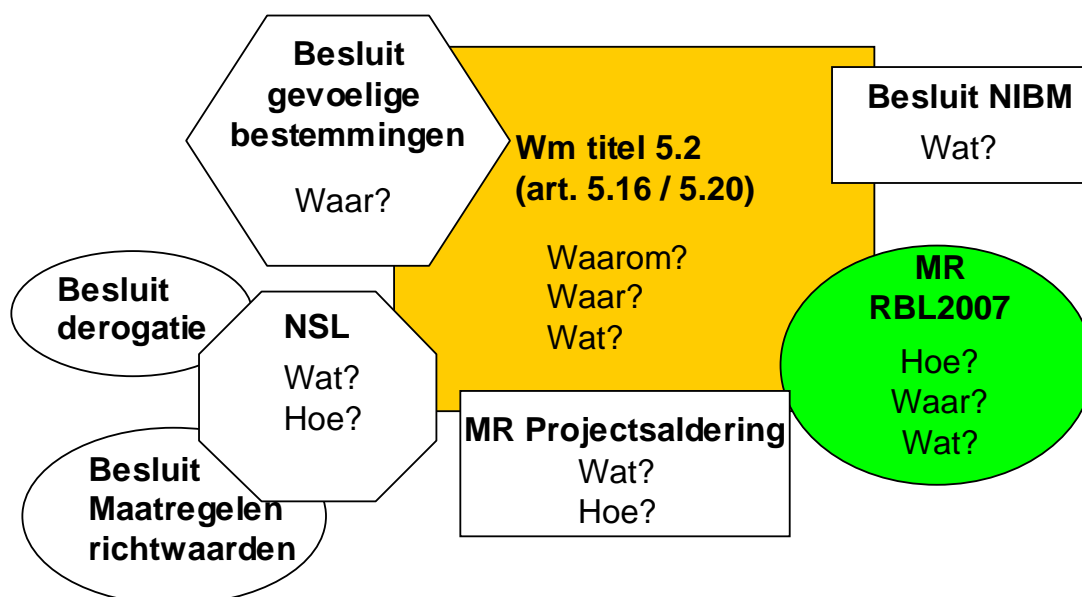 Besluit
gevoelige
bestemmingen
Waar?
Wm titel 5.2
(art. 5.16 / 5.20)
Waarom?
Waar?
Wat?
Besluit NIBM
Wat?
Besluit
derogatie
NSL
Wat?
Hoe?
MR
RBL2007
Hoe?
Waar?
Wat?
MR Projectsaldering
Wat?
Hoe?
Besluit
Maatregelen
richtwaarden